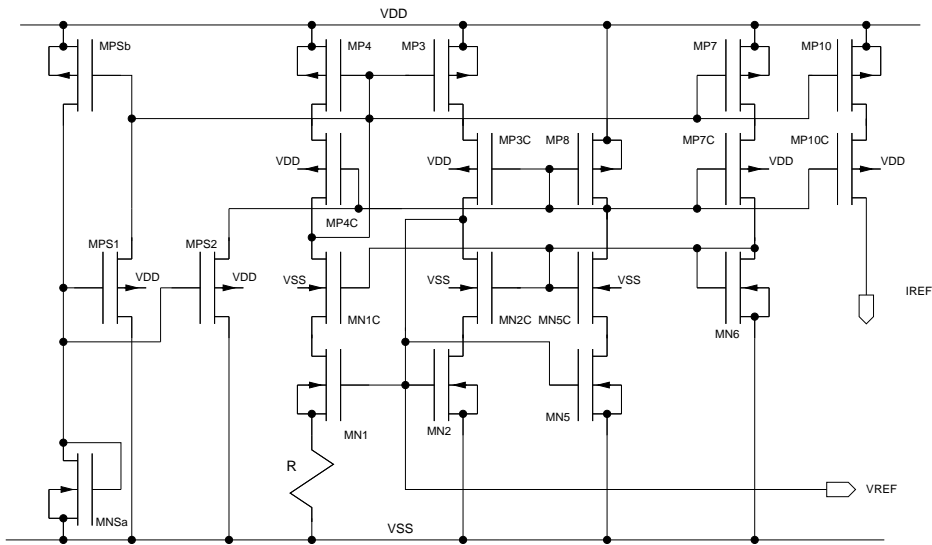 VDD
MPSb
MP4
MP3
MP7
MP10
VDD
VDD
MP3C
MP8
MP7C
VDD
MP10C
VDD
MP4C
MPS1
MPS2
VDD
VDD
VSS
VSS
VSS
IREF
MN1C
MN2C
MN5C
MN6
MN1
MN2
MN5
R
VREF
MNSa
VSS